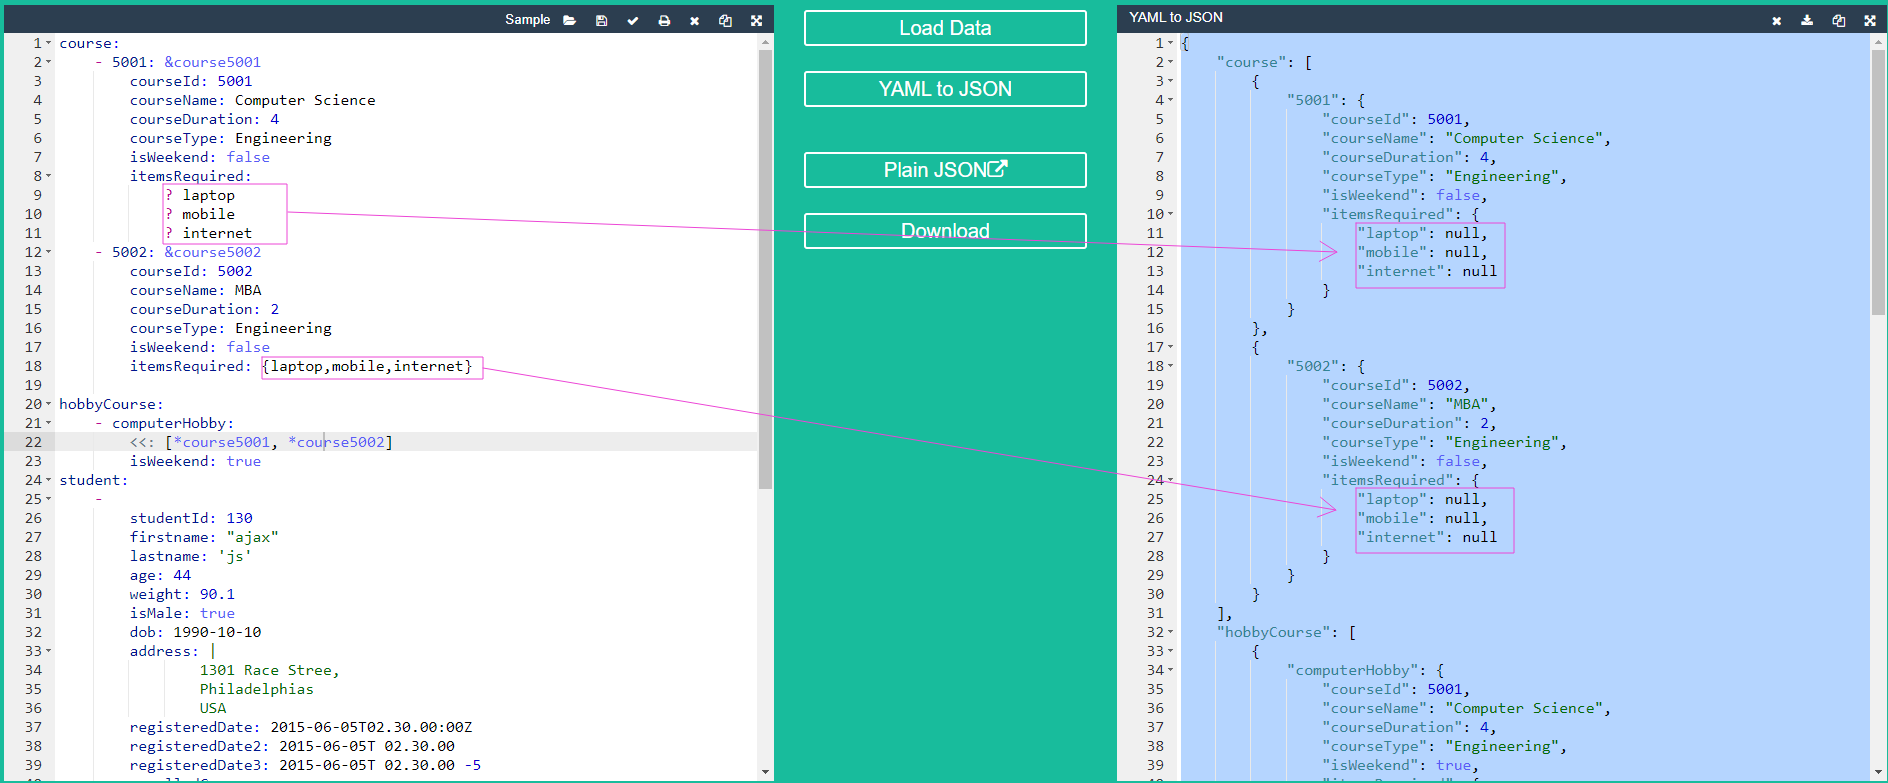 Sample
1 course:
2 - 5001: &course5001
3 courseId: 5001
4 courseName: Computer Science
5 courseDuration: 4
6 courseType: Engineering
7 isWeekend: false
8 itemsRequired:
9 ? laptop
10 ? mobile
11 ? internet
12 - 5002: &course5002
13 courseId: 5002
14 courseName: MBA
15 courseDuration: 2
16 courseType: Engineering
17 isWeekend: false
18 itemsRequired: {laptop,mobile,internet}
19
20 hobbyCourse:
21 - computerHobby:
22 <<: [*course5001, *course5002]
23 isWeekend: true
24 student:
25 -
26 studentId: 130
27 firstname: "ajax"
28 lastname: 'js'
29 age: 44
30 weight: 90.1
31 isMale: true
32 dob: 1990-10-10
33 address: |
34 1301 Race Stree,
35 Philadelphias
36 USA
37 registeredDate: 2015-06-05T02.30.00:00Z
38 registeredDate2: 2015-06-05T 02.30.00
39 registeredDate3: 2015-06-05T 02.30.00 -5
Load Data
YAML to JSON
Plain JSON
Download
YAML to JSON
1 {
2 "course": [
3 {
4 "5001": {
5 "courseId": 5001,
6 "courseName": "Computer Science",
7 "courseDuration": 4,
8 "courseType": "Engineering",
9 "isWeekend": false,
10 "itemsRequired": {
11 "laptop": null,
12 "mobile": null,
13 "internet": null
14 }
15 }
16 },
17 {
18 "5002": {
19 "courseId": 5002,
20 "courseName": "MBA",
21 "courseDuration": 2,
22 "courseType": "Engineering",
23 "isWeekend": false,
24 "itemsRequired": {
25 "laptop": null,
26 "mobile": null,
27 "internet": null
28 }
29 }
30 }
31 ],
32 "hobbyCourse": [
33 {
34 "computerHobby": {
35 "courseId": 5001,
36 "courseName": "Computer Science",
37 "courseDuration": 4,
38 "courseType": "Engineering",
39 "isWeekend": true,